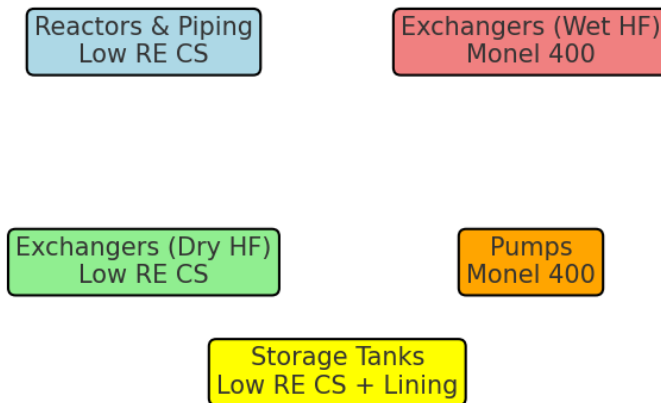 Reactors & Piping
Low RE CS
Exchangers (Wet HF)
Monel 400
Exchangers (Dry HF)
Low RE CS
Pumps
Monel 400
Storage Tanks
Low RE CS + Lining